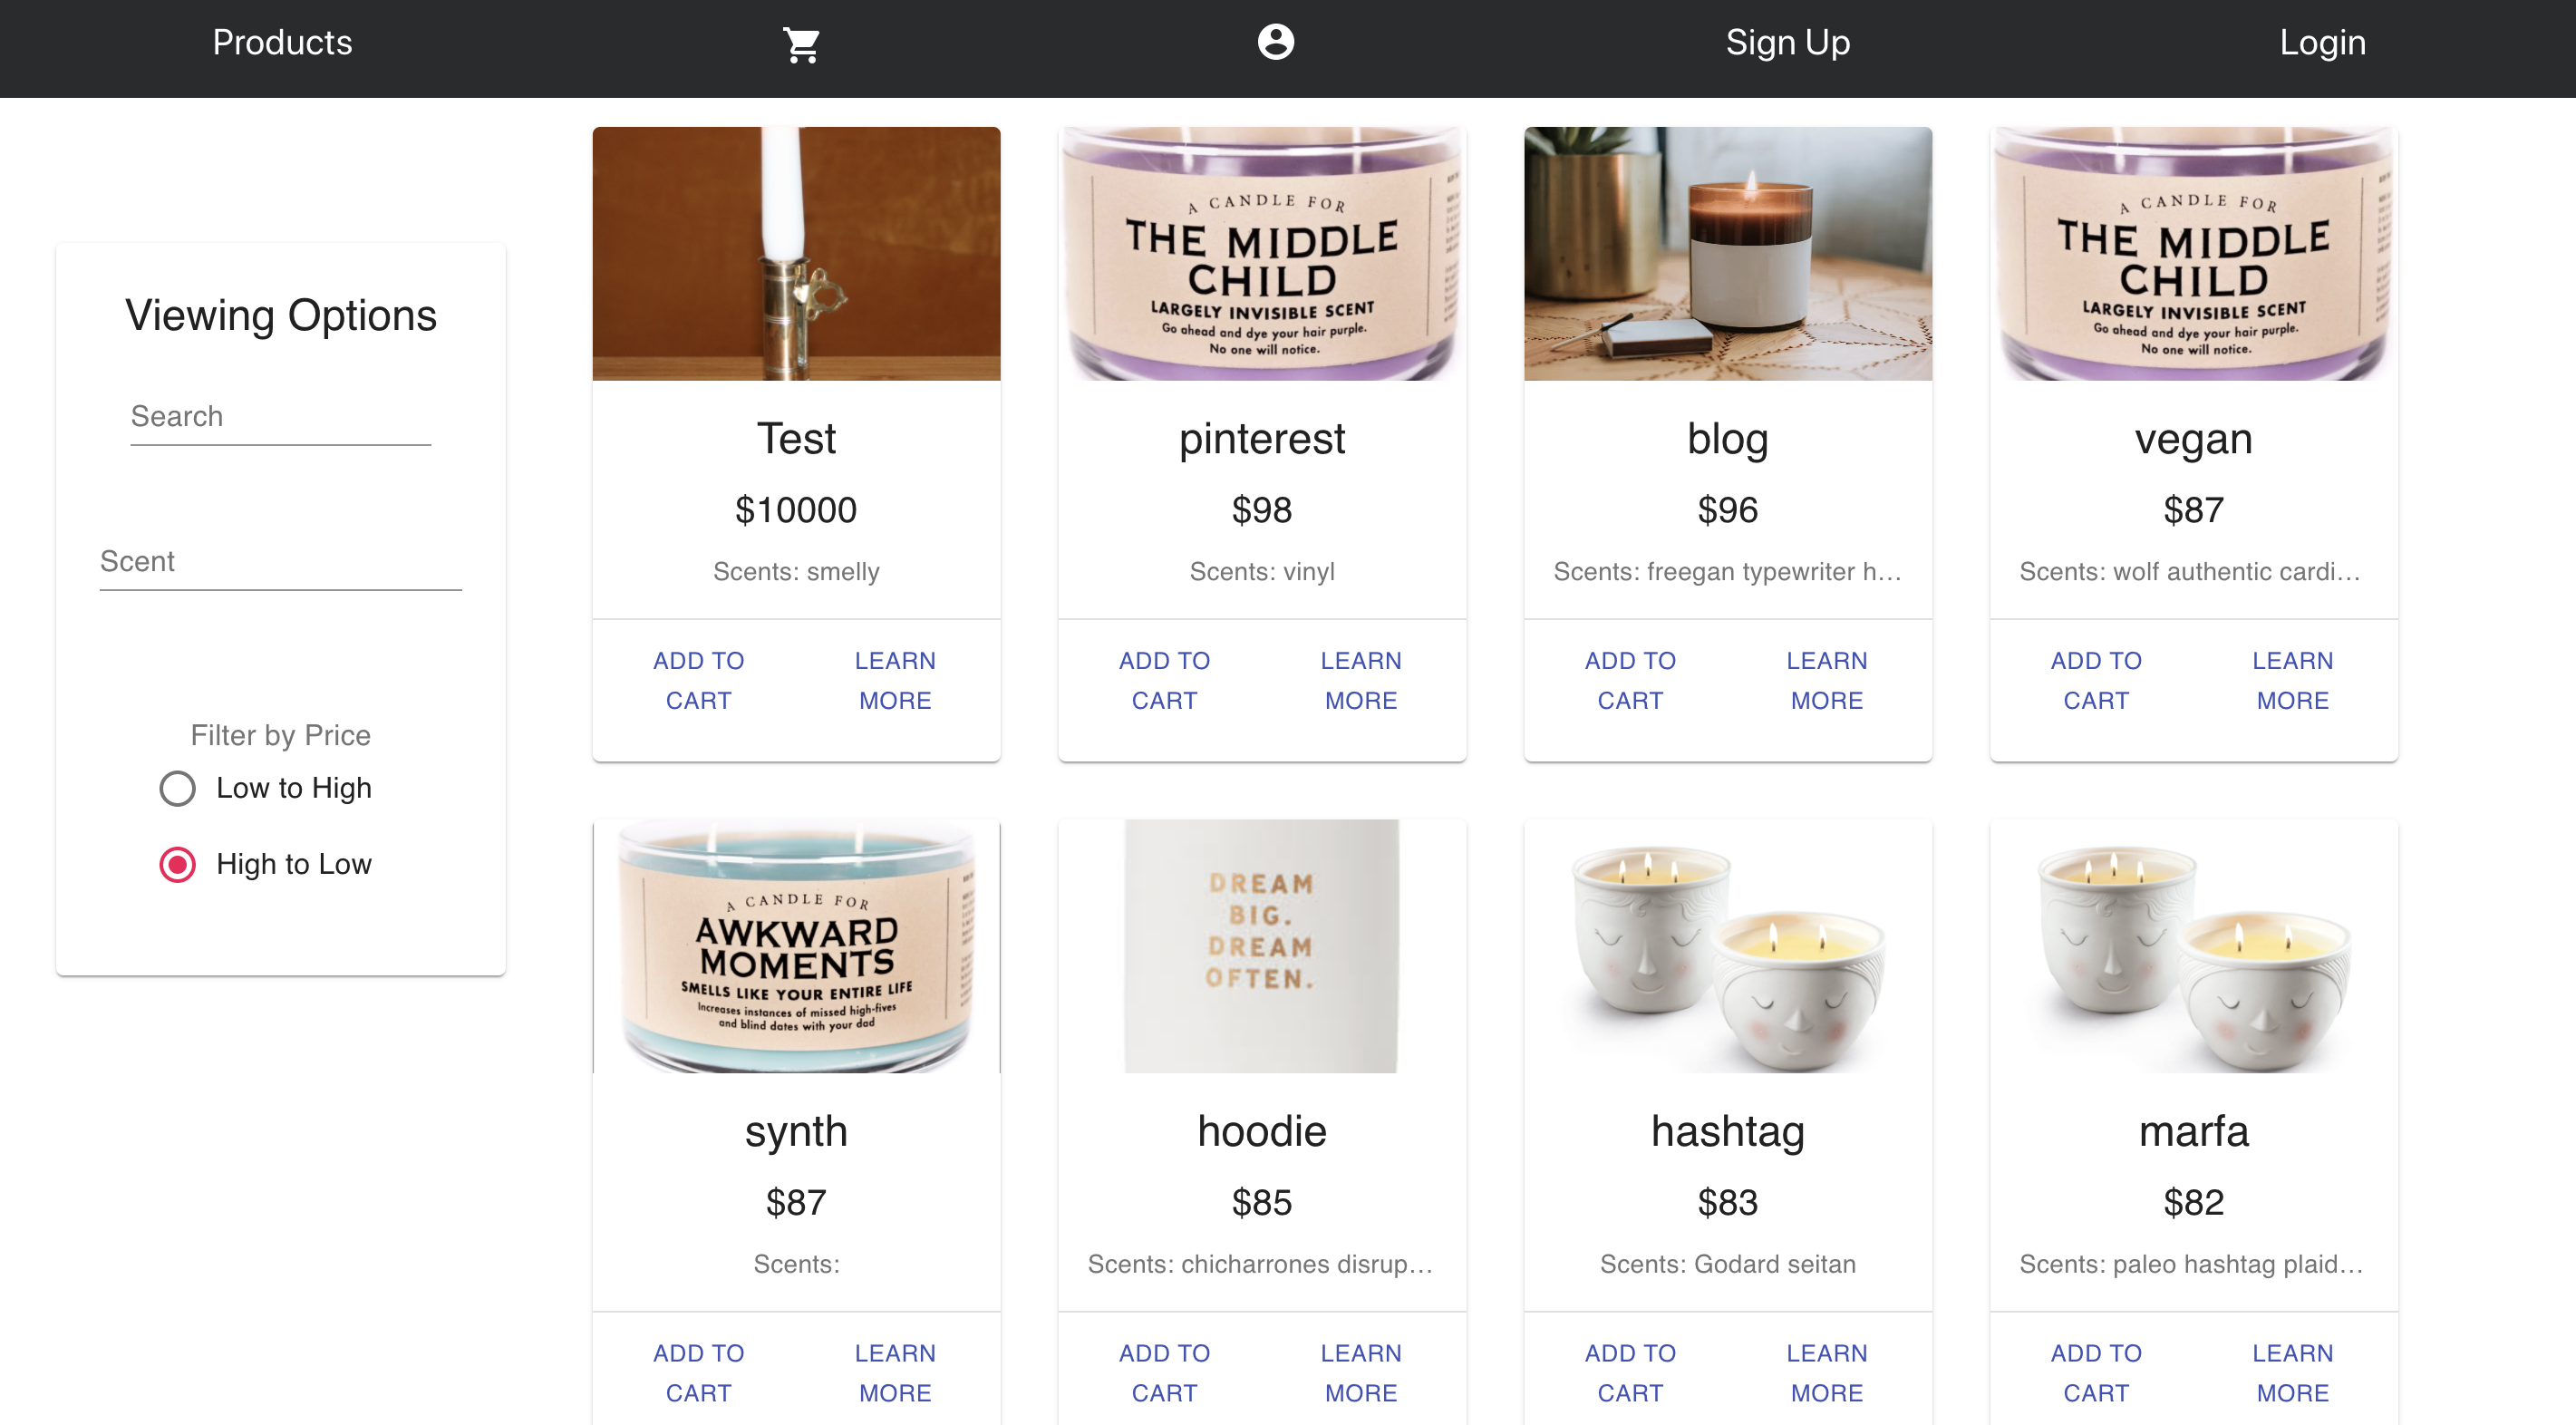 Products
Sign Up
Login
Viewing Options
Search
Scent
Filter by Price
Low to High
High to Low
Test
$10000
Scents: smelly
ADD TO
CART
LEARN
MORE
A CANDLE FOR
THE MIDDLE
CHILD
LARGELY INVISIBLE SCENT
Go ahead and dye your hair purple.
No one will notice.
pinterest
$98
Scents: vinyl
ADD TO
CART
LEARN
MORE
blog
$96
Scents: freegan typewriter h...
ADD TO
CART
LEARN
MORE
A CANDLE FOR
THE MIDDLE
CHILD
LARGELY INVISIBLE SCENT
Go ahead and dye your hair purple.
No one will notice.
vegan
$87
Scents: wolf authentic cardi...
ADD TO
CART
LEARN
MORE
A CANDLE FOR
AWKWARD
MOMENTS
SMELLS LIKE YOUR ENTIRE LIFE
Increases instances of missed high-fives
and blind dates with your dad
synth
$87
Scents:
ADD TO
CART
LEARN
MORE
DREAM
BIG.
DREAM
OFTEN.
hoodie
$85
Scents: chicharrones disrup...
ADD TO
CART
LEARN
MORE
hashtag
$83
Scents: Godard seitan
ADD TO
CART
LEARN
MORE
marfa
$82
Scents: paleo hashtag plaid...
ADD TO
CART
LEARN
MORE